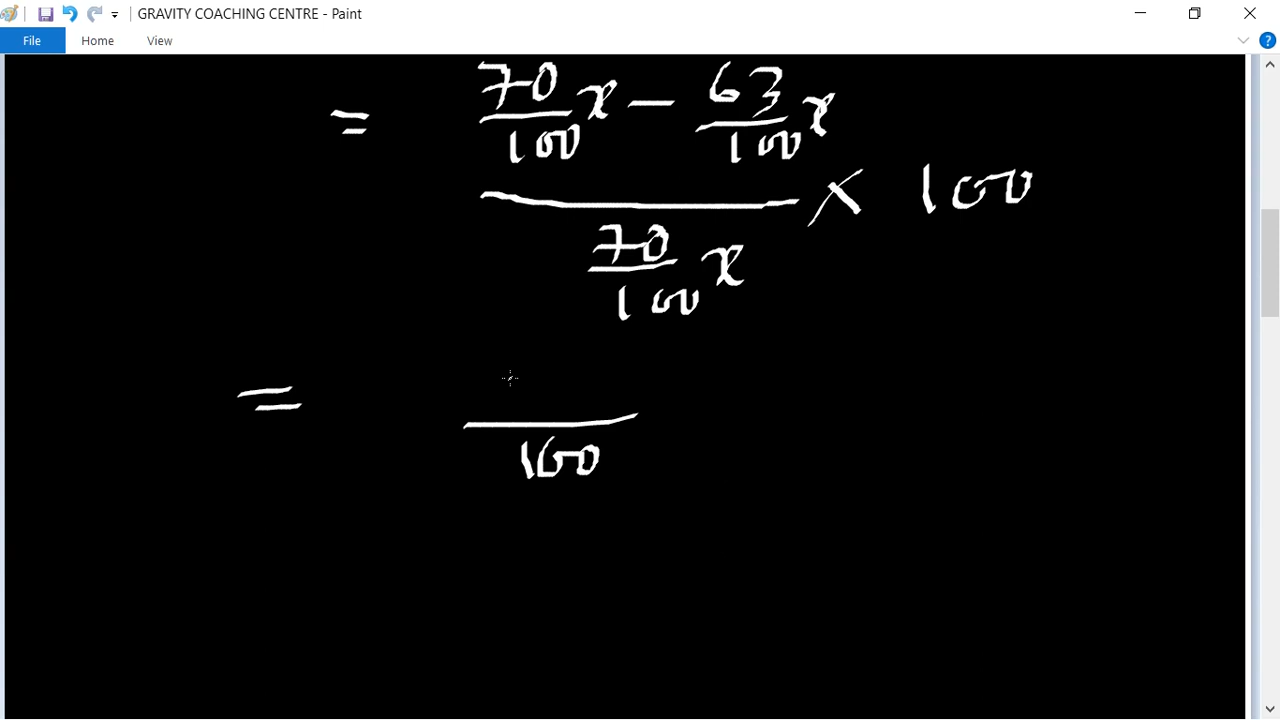 GRAVITY COACHING CENTRE - Paint
File Home View
= 70/100 x - 63/100 x
× 100
70/100 x
=
100